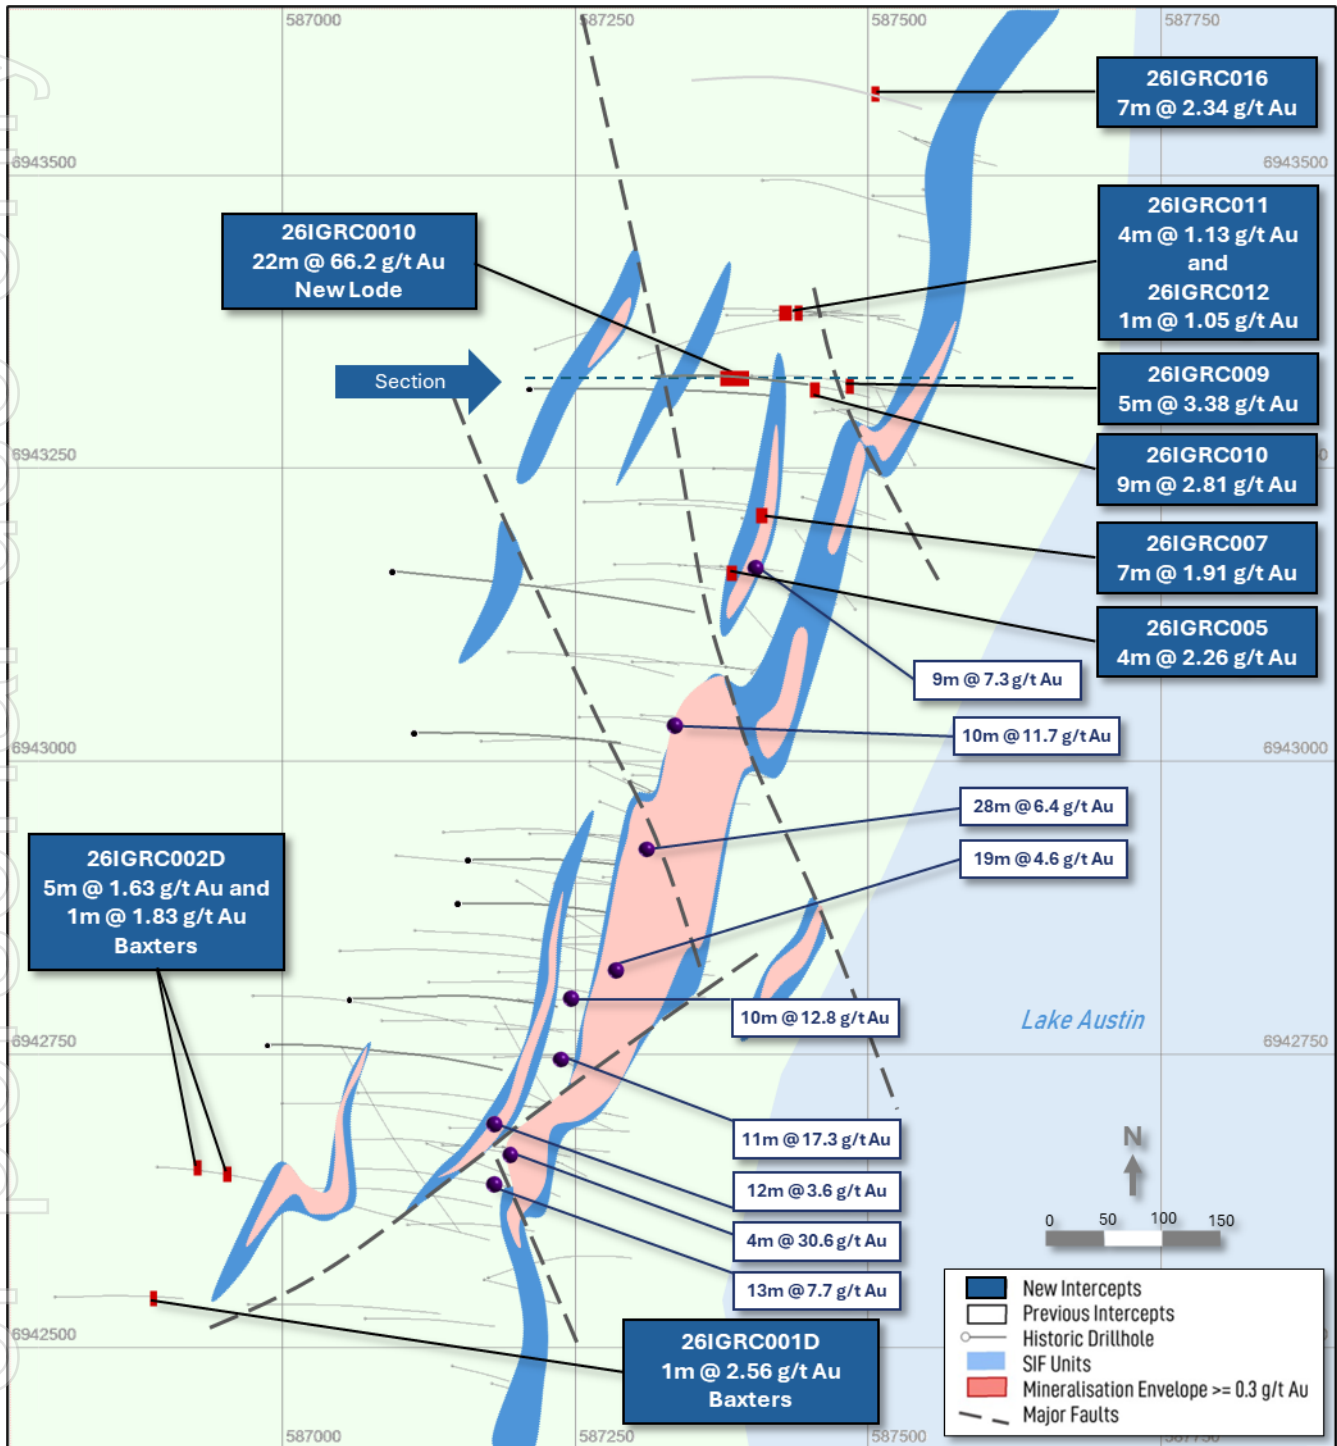 587000
587250
587500
587750
26IGRC016
7m @ 2.34 g/t Au
6943500
6943500
26IGRC011
4m @ 1.13 g/t Au
and
26IGRC012
1m @ 1.05 g/t Au
26IGRC0010
22m @ 66.2 g/t Au
New Lode
Section
26IGRC009
5m @ 3.38 g/t Au
6943250
26IGRC010
9m @ 2.81 g/t Au
26IGRC007
7m @ 1.91 g/t Au
26IGRC005
4m @ 2.26 g/t Au
9m @ 7.3 g/t Au
10m @ 11.7 g/t Au
6943000
6943000
28m @ 6.4 g/t Au
19m @ 4.6 g/t Au
26IGRC002D
5m @ 1.63 g/t Au and
1m @ 1.83 g/t Au
Baxters
10m @ 12.8 g/t Au
Lake Austin
6942750
6942750
11m @ 17.3 g/t Au
12m @ 3.6 g/t Au
4m @ 30.6 g/t Au
13m @ 7.7 g/t Au
N
0 50 100 150
6942500
26IGRC001D
1m @ 2.56 g/t Au
Baxters
New Intercepts
Previous Intercepts
Historic Drillhole
SIF Units
Mineralisation Envelope >= 0.3 g/t Au
Major Faults
587000
587250
587500
587750